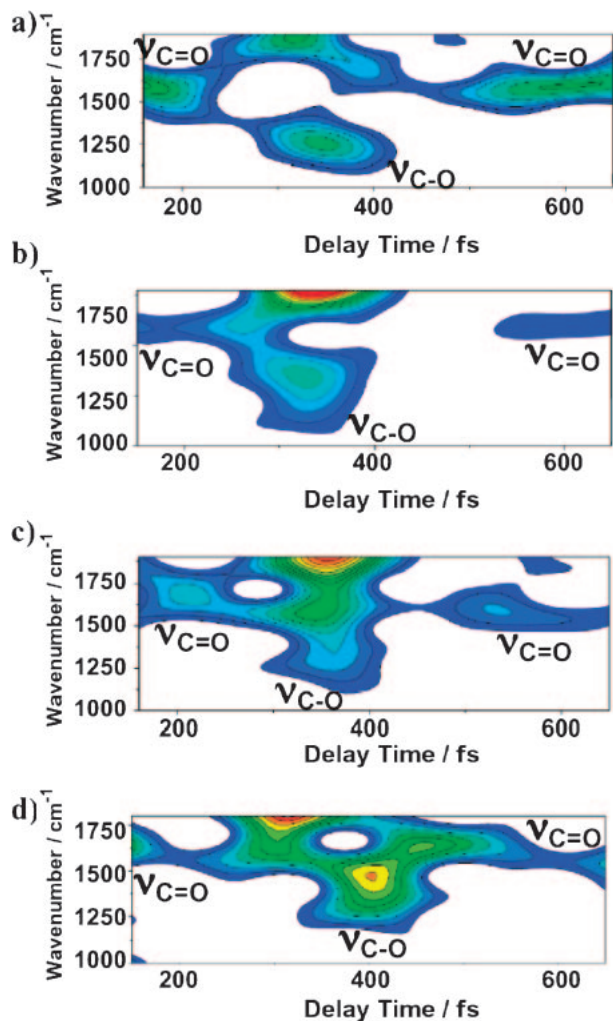 a)
Wavenumber / cm-1
1750
1500
1250
1000
νC=O
νC=O
νC-O
200
400
600
Delay Time / fs
b)
Wavenumber / cm-1
1750
1500
1250
1000
νC=O
νC=O
νC-O
200
400
600
Delay Time / fs
c)
Wavenumber / cm-1
1750
1500
1250
1000
νC=O
νC=O
νC-O
200
400
600
Delay Time / fs
d)
Wavenumber / cm-1
1750
1500
1250
1000
νC=O
νC=O
νC-O
200
400
600
Delay Time / fs